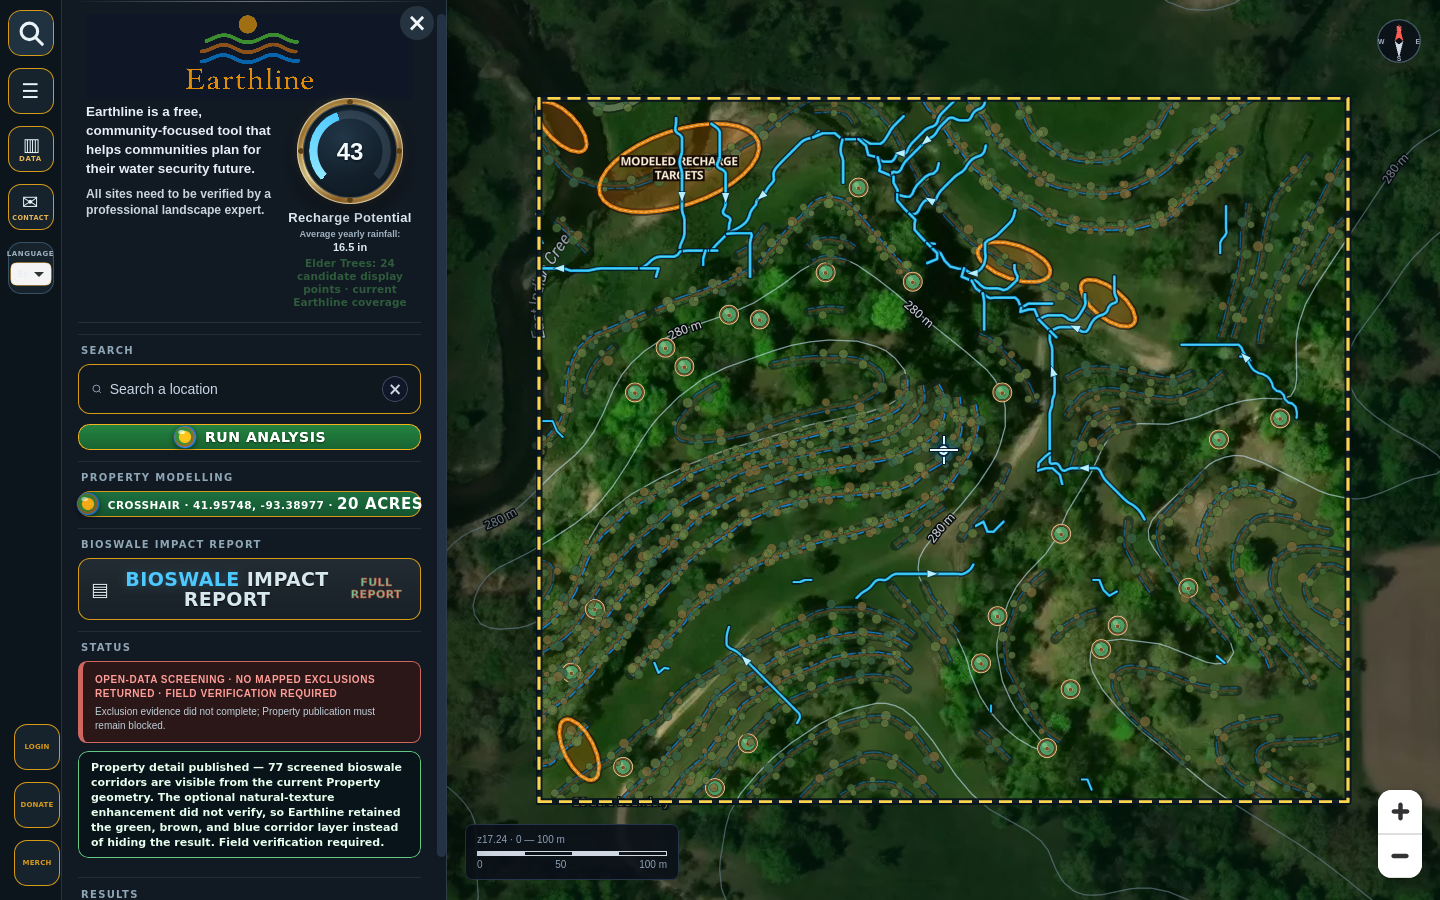 Earthline
Earthline is a free,
community-focused tool that
helps communities plan for
their water security future.
All sites need to be verified by a
professional landscape expert.
43
Recharge Potential
Average yearly rainfall:
16.5 in
Elder Trees: 24
candidate display
points · current
Earthline coverage
DATA
CONTACT
LANGUAGE
LOGIN
DONATE
MERCH
SEARCH
Search a location
RUN ANALYSIS
PROPERTY MODELLING
CROSSHAIR · 41.95748, -93.38977 · 20 ACRES
BIOSWALE IMPACT REPORT
BIOSWALE IMPACT
REPORT
FULL
REPORT
STATUS
OPEN-DATA SCREENING · NO MAPPED EXCLUSIONS
RETURNED · FIELD VERIFICATION REQUIRED
Exclusion evidence did not complete; Property publication must
remain blocked.
Property detail published — 77 screened bioswale
corridors are visible from the current Property
geometry. The optional natural-texture
enhancement did not verify, so Earthline retained
the green, brown, and blue corridor layer instead
of hiding the result. Field verification required.
RESULTS
MODELED RECHARGE
TARGETS
280 m
280 m
280 m
280 m
280 m
N
W
E
S
z17.24 · 0 — 100 m
0
50
100 m